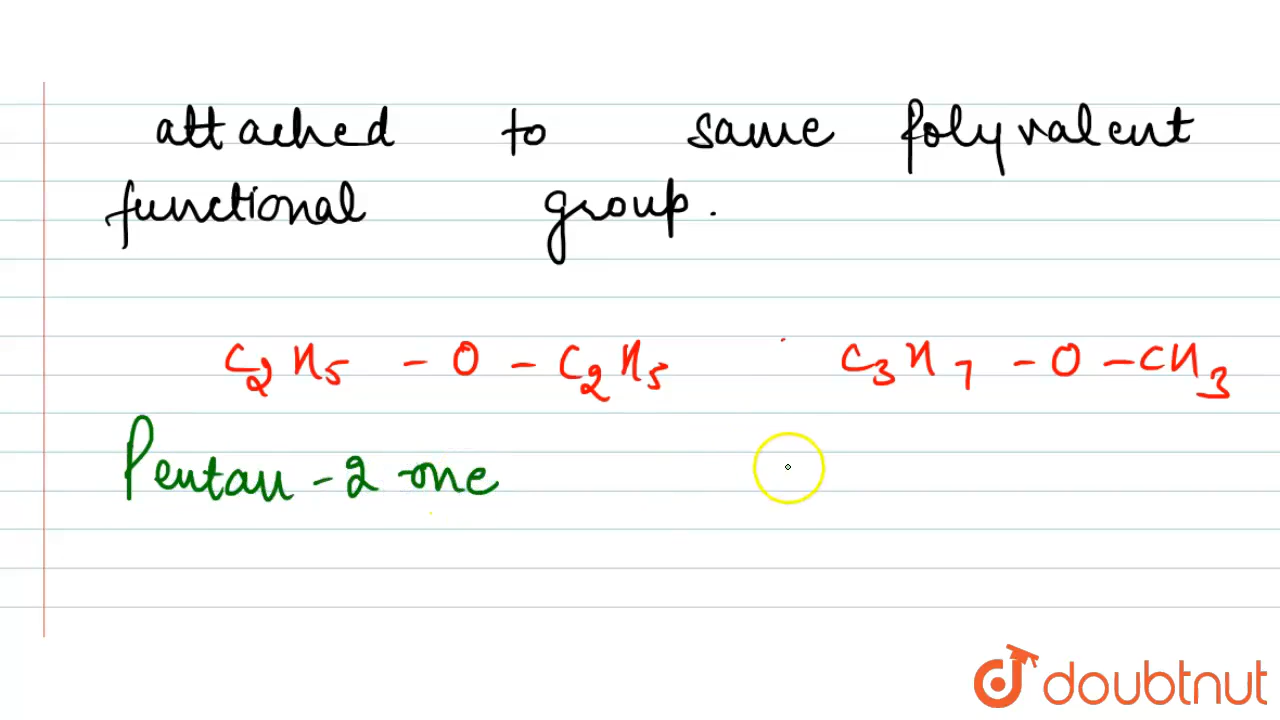 attached to same polyvalent
functional group.
C₂H₅ - O - C₂H₅ C₃H₇ - O - CH₃
Pentan - 2 -one
doubtnut